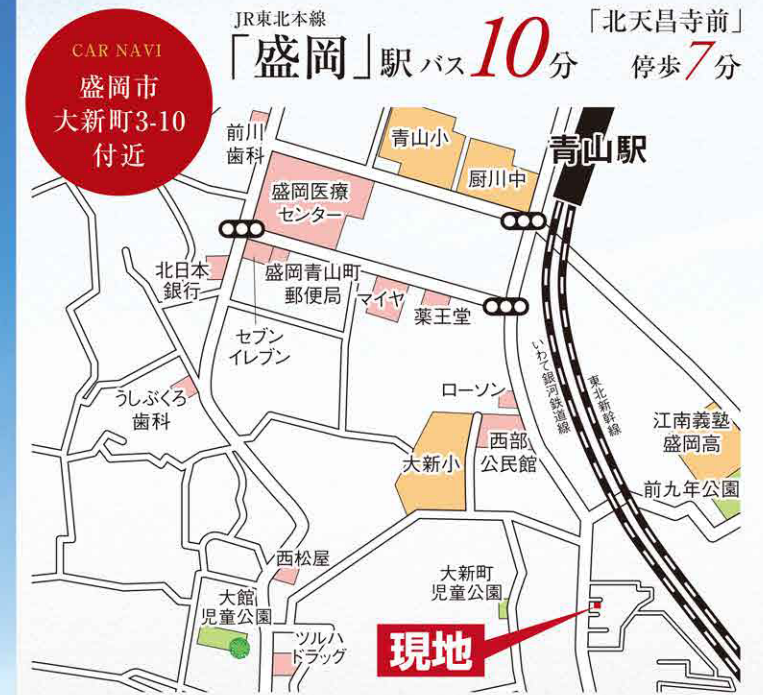 CAR NAVI
盛岡市
大新町3-10
付近
JR東北本線
「盛岡」駅バス10分
「北天昌寺前」
停歩7分
前川
歯科
青山小
厨川中
青山駅
盛岡医療
センター
北日本
銀行
盛岡青山町
郵便局
マイヤ
薬王堂
セブン
イレブン
うしぶくろ
歯科
ローソン
いわて銀河鉄道線
東北新幹線
大新小
西部
公民館
江南義塾
盛岡高
前九年公園
西松屋
大館
児童公園
大新町
児童公園
ツルハ
ドラッグ
現地